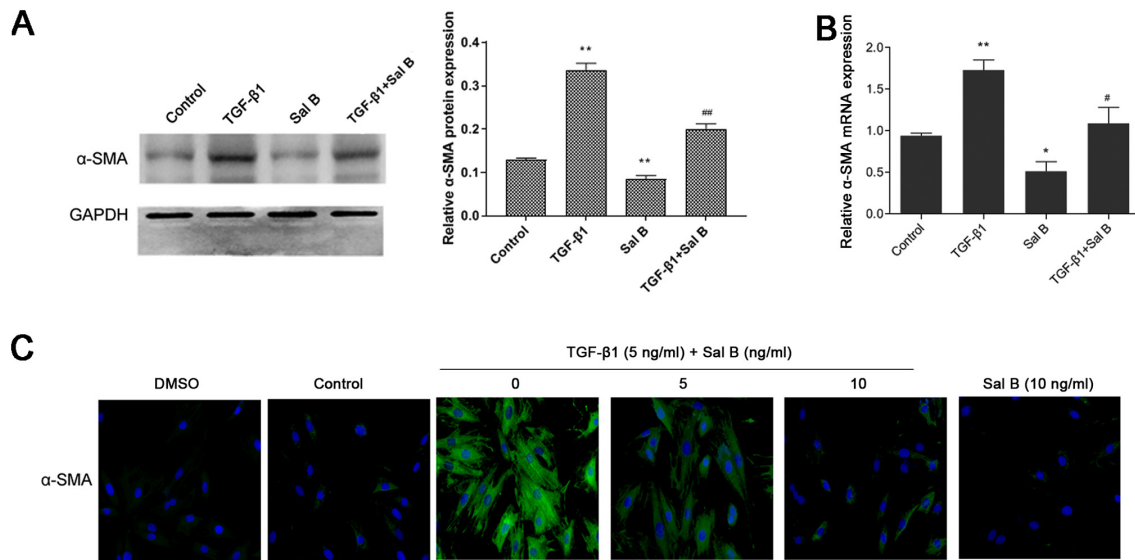 A
Control
TGF-β1
Sal B
TGF-β1+Sal B
α-SMA
GAPDH
Relative α-SMA protein expression
0.4
0.3
0.2
0.1
0.0
**
**
##
Control
TGF-β1
Sal B
TGF-β1+Sal B
B
Relative α-SMA mRNA expression
2.0
1.5
1.0
0.5
0.0
**
*
#
Control
TGF-β1
Sal B
TGF-β1+Sal B
C
TGF-β1 (5 ng/ml) + Sal B (ng/ml)
DMSO
Control
0
5
10
Sal B (10 ng/ml)
α-SMA